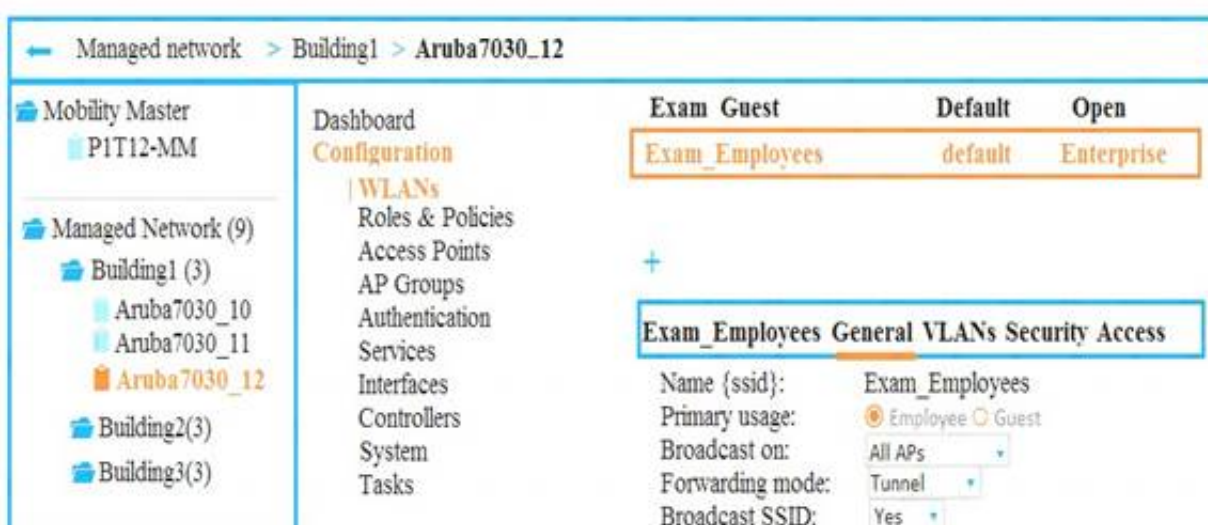 Managed network > Building1 > Aruba7030_12
Mobility Master
P1T12-MM
Managed Network (9)
Building1 (3)
Aruba7030_10
Aruba7030_11
Aruba7030_12
Building2(3)
Building3(3)
Dashboard
Configuration
WLANs
Roles & Policies
Access Points
AP Groups
Authentication
Services
Interfaces
Controllers
System
Tasks
Exam Guest Default Open
Exam_Employees default Enterprise
+
Exam_Employees General VLANs Security Access
Name {ssid}: Exam_Employees
Primary usage: Employee Guest
Broadcast on: All APs
Forwarding mode: Tunnel
Broadcast SSID: Yes